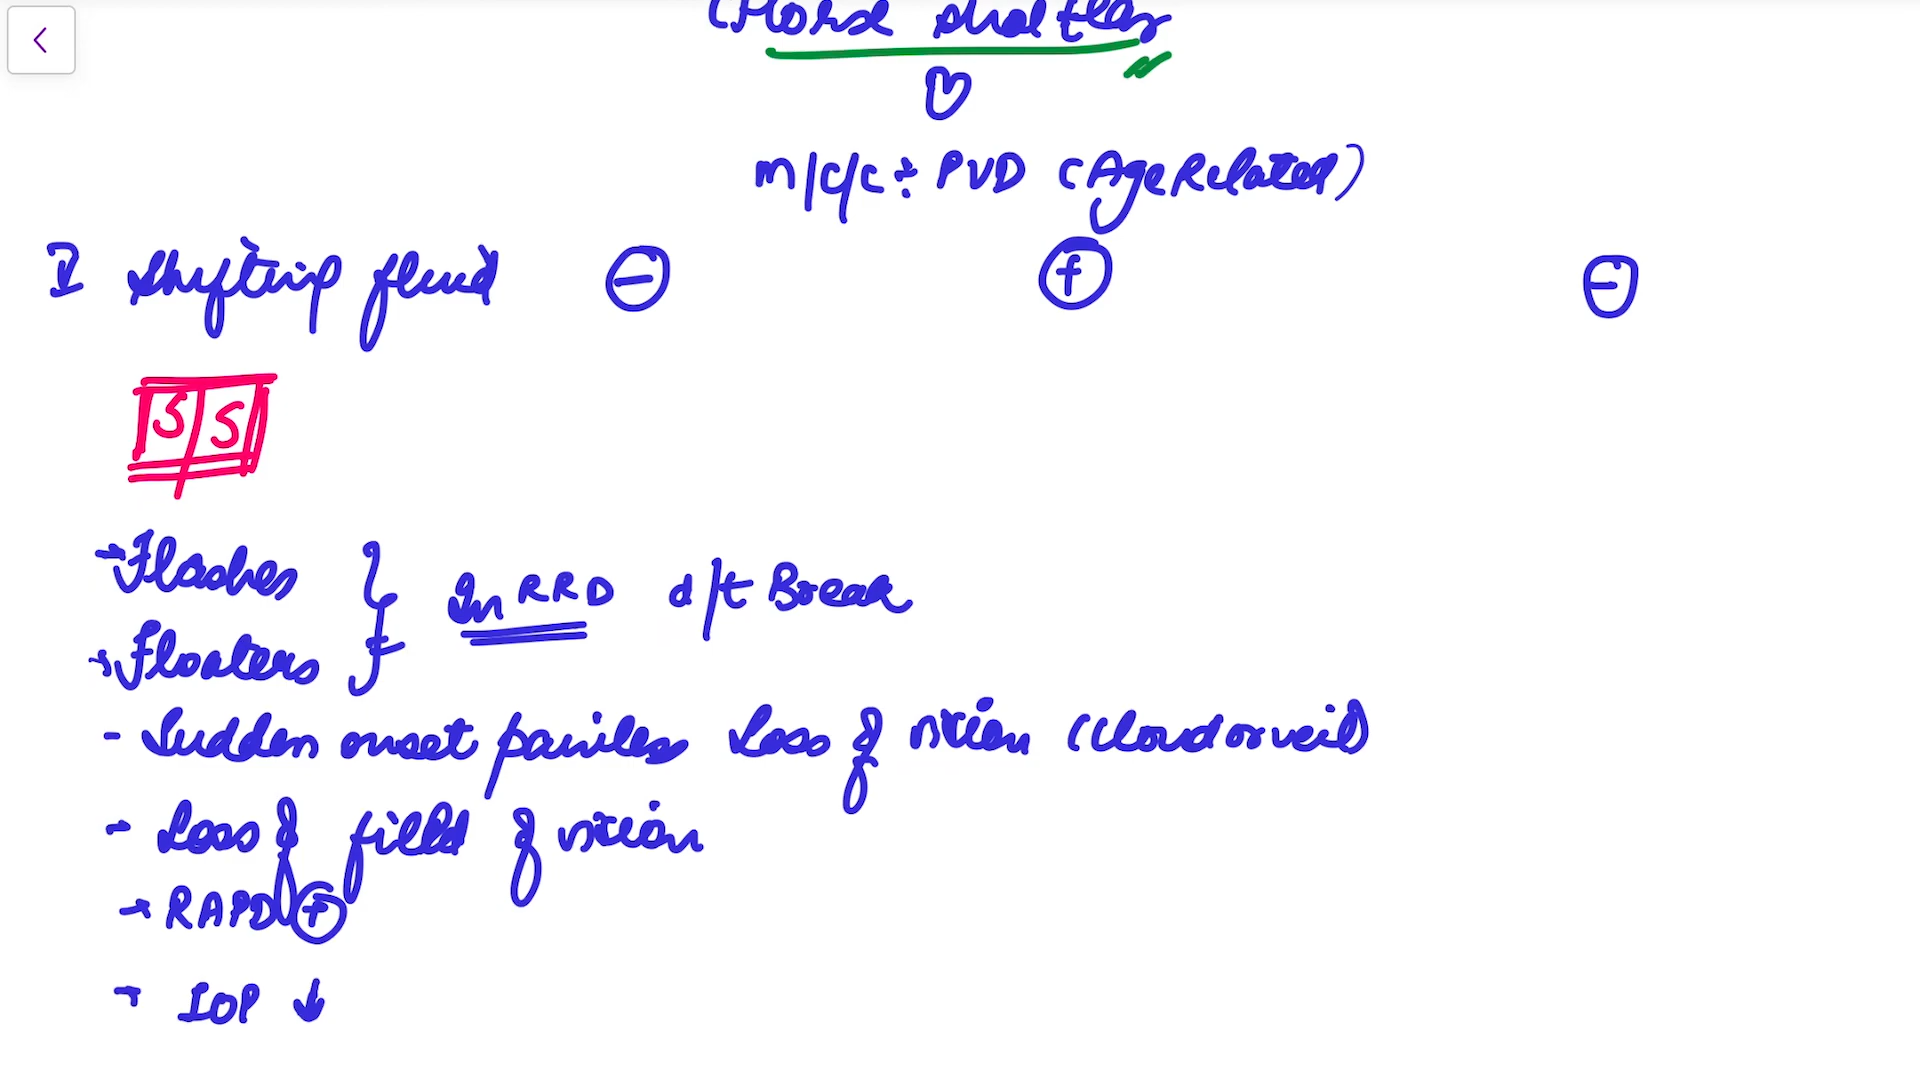 (Horse
m/c/c ÷ PVD (Age Related)
Shifting fluid ⊖ ⊕ ⊖
S/S
→ Flashes
→ Floaters
In RRD d/t Break
- Sudden onset painless Loss of vision (cloud or veil)
- Loss of field of vision
→ RAPD ⊕
→ IOP ↓